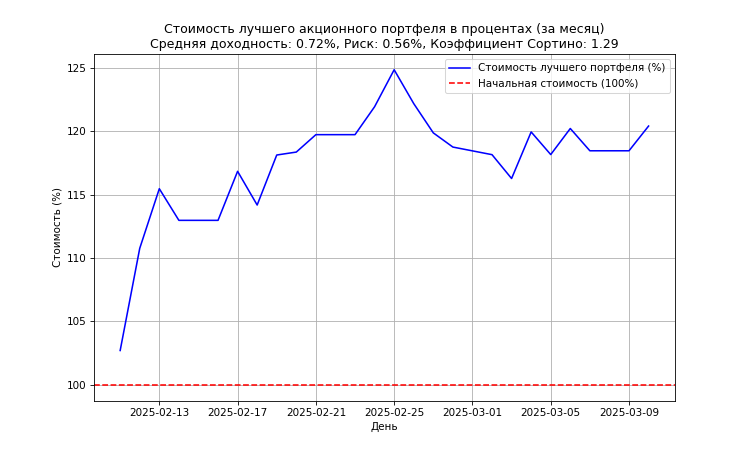 Стоимость лучшего акционного портфеля в процентах (за месяц)
Средняя доходность: 0.72%, Риск: 0.56%, Коэффициент Сортино: 1.29
Стоимость лучшего портфеля (%)
Начальная стоимость (100%)
Стоимость (%)
125
120
115
110
105
100
2025-02-13 2025-02-17 2025-02-21 2025-02-25 2025-03-01 2025-03-05 2025-03-09
День